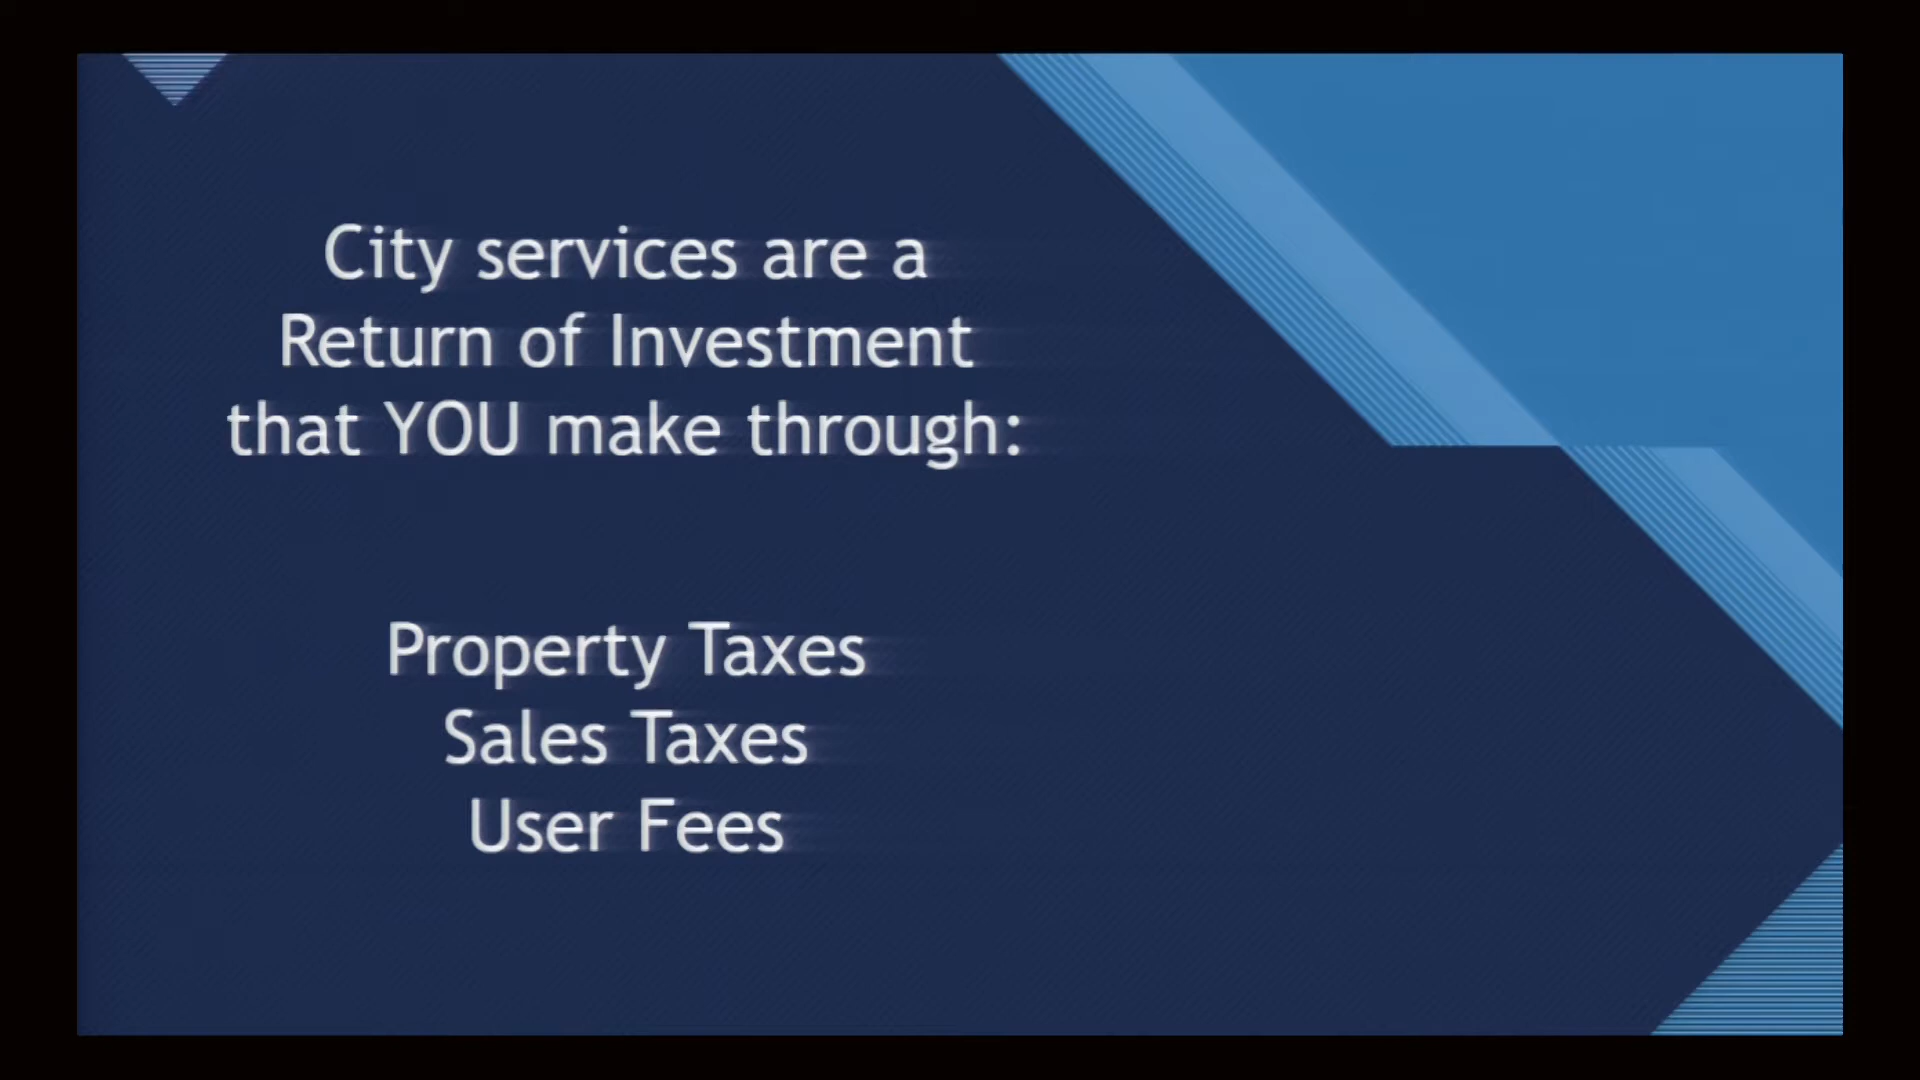 City services are a
Return of Investment
that YOU make through:
Property Taxes
Sales Taxes
User Fees